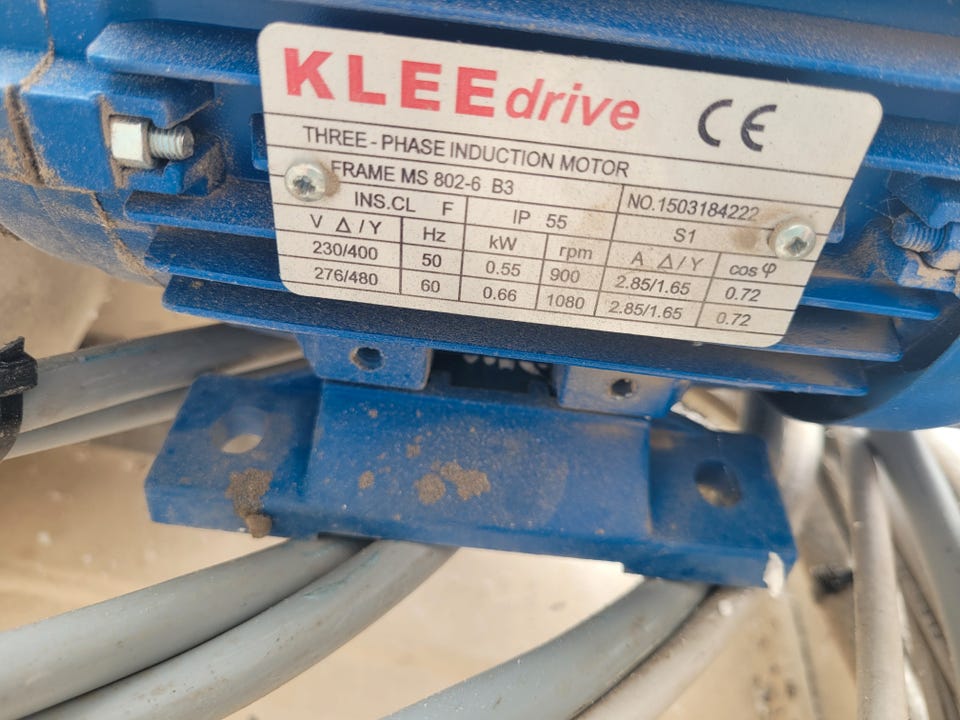 KLEEdrive CE
THREE-PHASE INDUCTION MOTOR
FRAME MS 802-6 B3 NO.1503184222
INS.CL F IP 55 S1
V Δ/Y Hz kW rpm A Δ/Y cos φ
230/400 50 0.55 900 2.85/1.65 0.72
276/480 60 0.66 1080 2.85/1.65 0.72